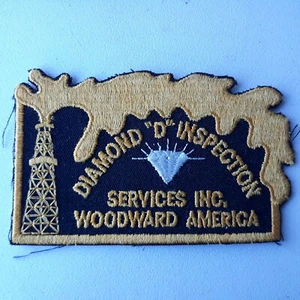 DIAMOND "D" INSPECTION
SERVICES INC.
WOODWARD AMERICA